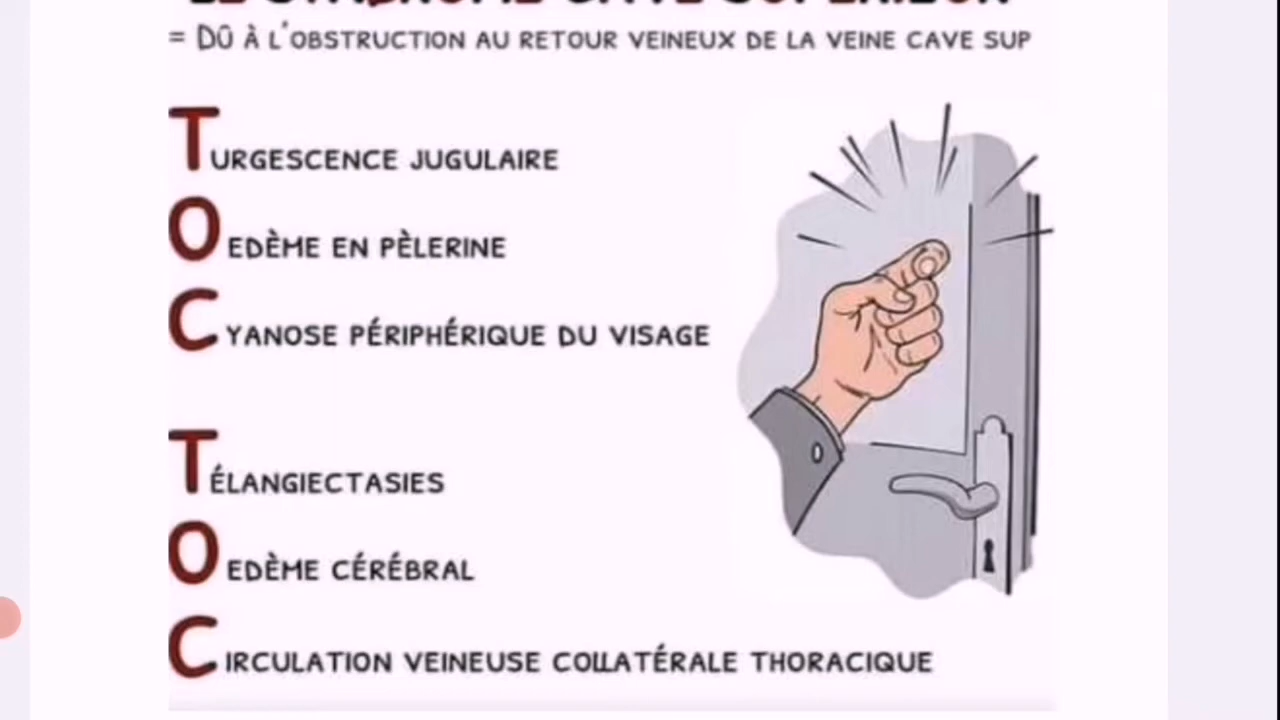 = DÛ À L'OBSTRUCTION AU RETOUR VEINEUX DE LA VEINE CAVE SUP
TURGESCENCE JUGULAIRE
OEDÈME EN PÈLERINE
CYANOSE PÉRIPHÉRIQUE DU VISAGE
TÉLANGIECTASIES
OEDÈME CÉRÉBRAL
CIRCULATION VEINEUSE COLLATÉRALE THORACIQUE